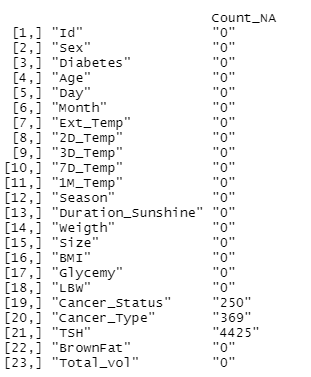 Count_NA
[1,] "Id" "0"
[2,] "Sex" "0"
[3,] "Diabetes" "0"
[4,] "Age" "0"
[5,] "Day" "0"
[6,] "Month" "0"
[7,] "Ext_Temp" "0"
[8,] "2D_Temp" "0"
[9,] "3D_Temp" "0"
[10,] "7D_Temp" "0"
[11,] "1M_Temp" "0"
[12,] "Season" "0"
[13,] "Duration_Sunshine" "0"
[14,] "Weigth" "0"
[15,] "Size" "0"
[16,] "BMI" "0"
[17,] "Glycemy" "0"
[18,] "LBW" "0"
[19,] "Cancer_Status" "250"
[20,] "Cancer_Type" "369"
[21,] "TSH" "4425"
[22,] "BrownFat" "0"
[23,] "Total_vol" "0"